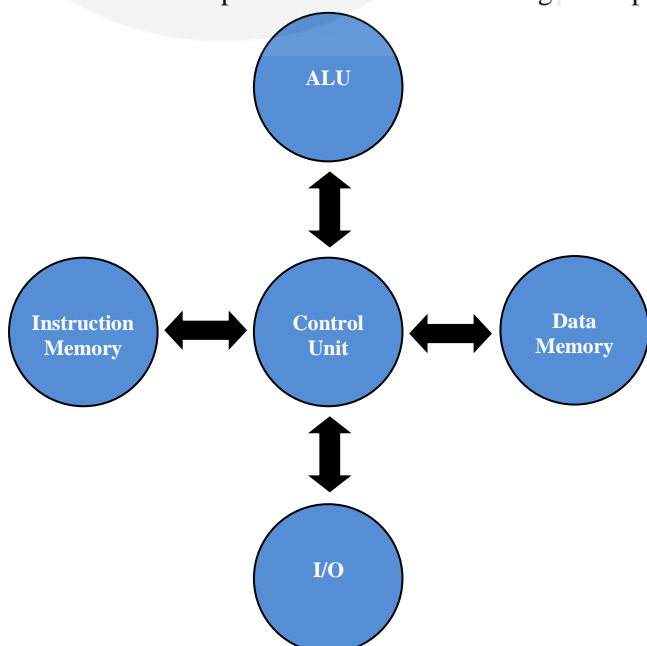 ALU
Instruction
Memory
Control
Unit
Data
Memory
I/O